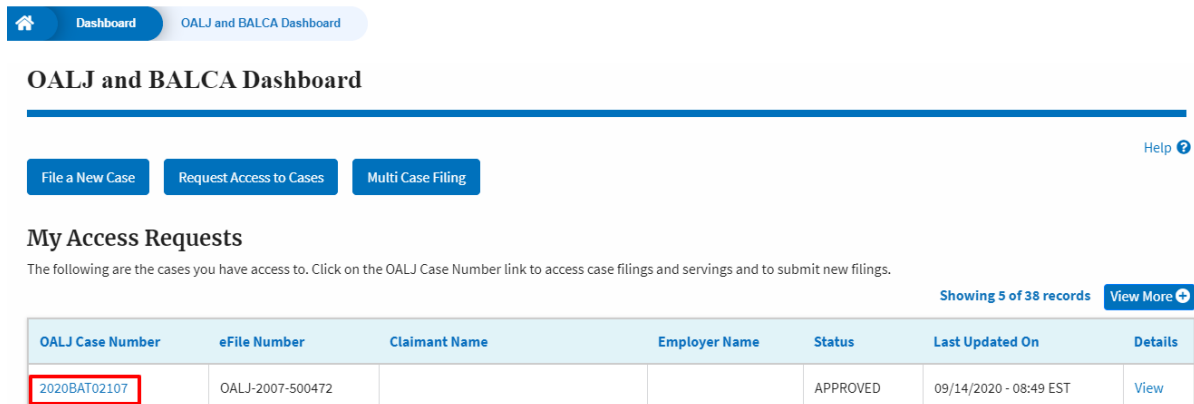 Dashboard OALJ and BALCA Dashboard
OALJ and BALCA Dashboard
Help
File a New Case Request Access to Cases Multi Case Filing
My Access Requests
The following are the cases you have access to. Click on the OALJ Case Number link to access case filings and servings and to submit new filings.
Showing 5 of 38 records View More
OALJ Case Number eFile Number Claimant Name Employer Name Status Last Updated On Details
2020BAT02107 OALJ-2007-500472 APPROVED 09/14/2020 - 08:49 EST View